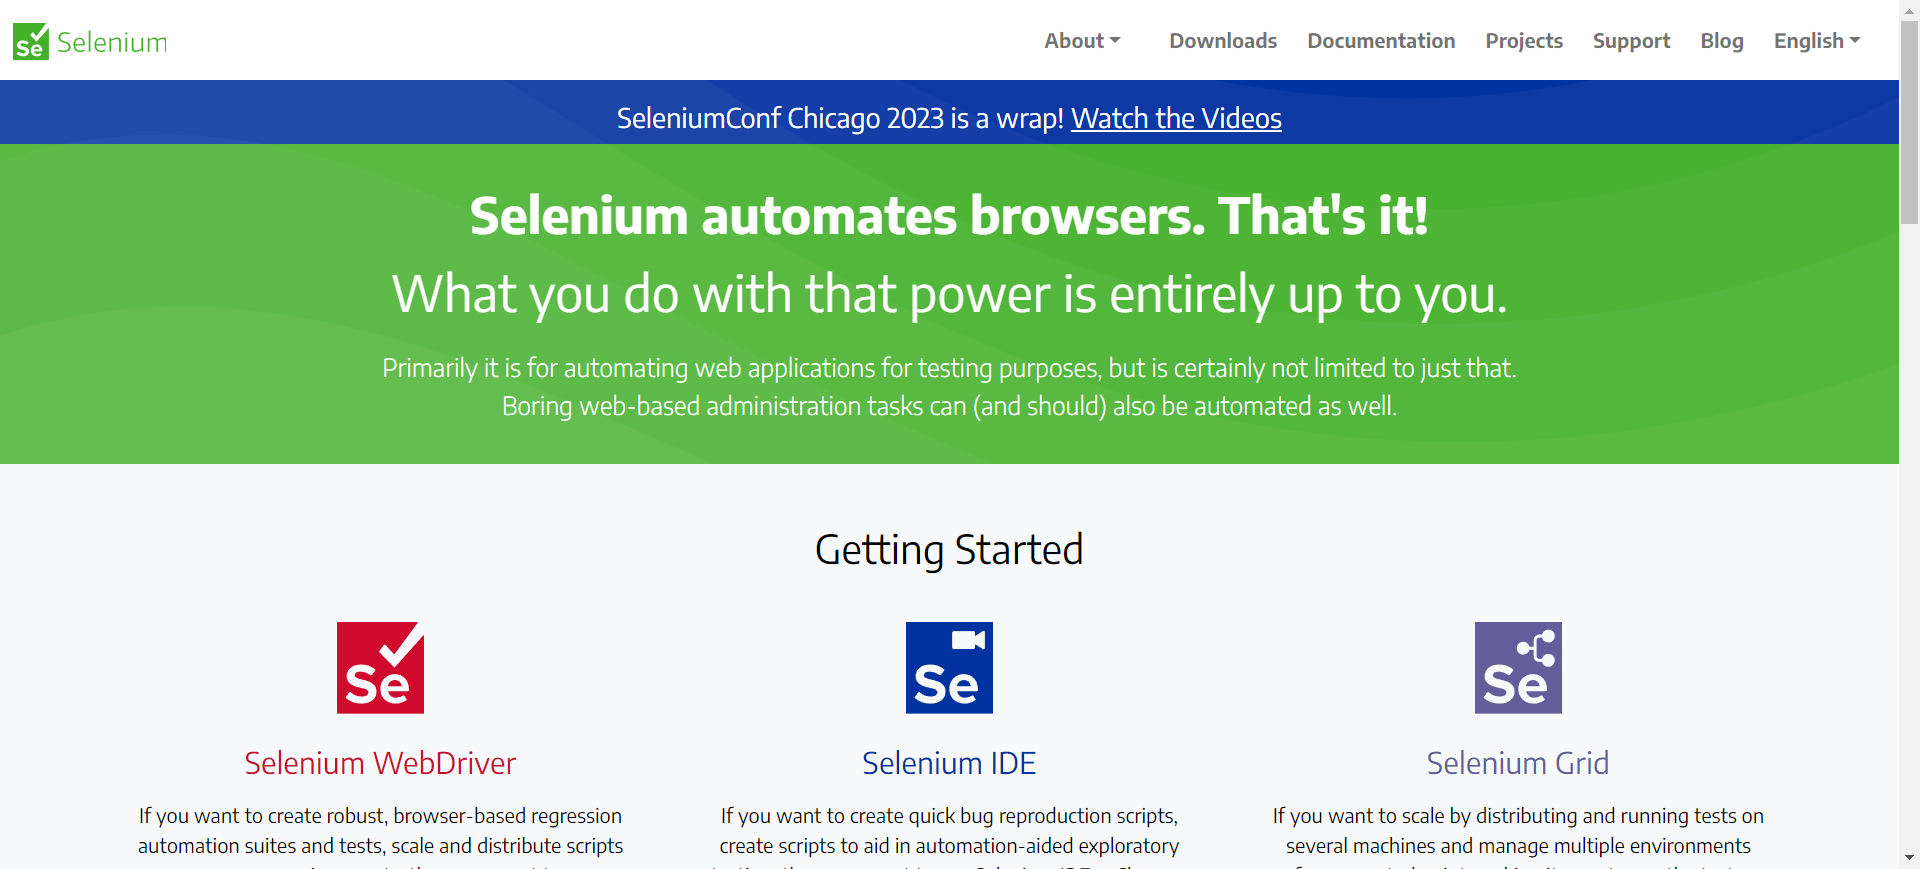 Se Selenium
About Downloads Documentation Projects Support Blog English
SeleniumConf Chicago 2023 is a wrap! Watch the Videos
Selenium automates browsers. That's it!
What you do with that power is entirely up to you.
Primarily it is for automating web applications for testing purposes, but is certainly not limited to just that.
Boring web-based administration tasks can (and should) also be automated as well.
Getting Started
Se
Selenium WebDriver
If you want to create robust, browser-based regression
automation suites and tests, scale and distribute scripts
Se
Selenium IDE
If you want to create quick bug reproduction scripts,
create scripts to aid in automation-aided exploratory
Se
Selenium Grid
If you want to scale by distributing and running tests on
several machines and manage multiple environments